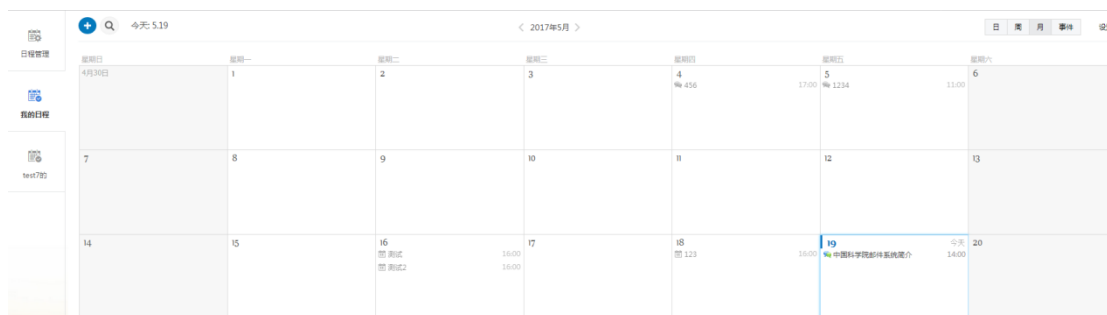 今天: 5.19
2017年5月
日 周 月 事件
日程管理
我的日程
test7的
星期日 星期一 星期二 星期三 星期四 星期五 星期六
4月30日 1 2 3 4 5 6
456 17:00 1234 11:00
7 8 9 10 11 12 13
14 15 16 17 18 19 今天 20
测试 16:00 123 16:00 中国科学院邮件系统简介 14:00
测试2 16:00